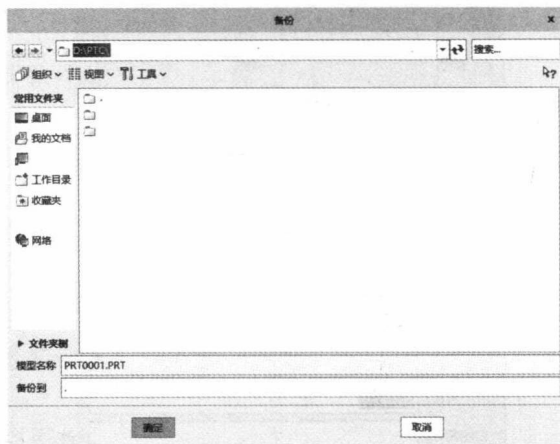 备份
×
D:\PTC\
搜索...
组织 视图 工具
常用文件夹
桌面
我的文档
工作目录
收藏夹
网络
文件夹树
模型名称 PRT0001.PRT
备份到 .
确定 取消